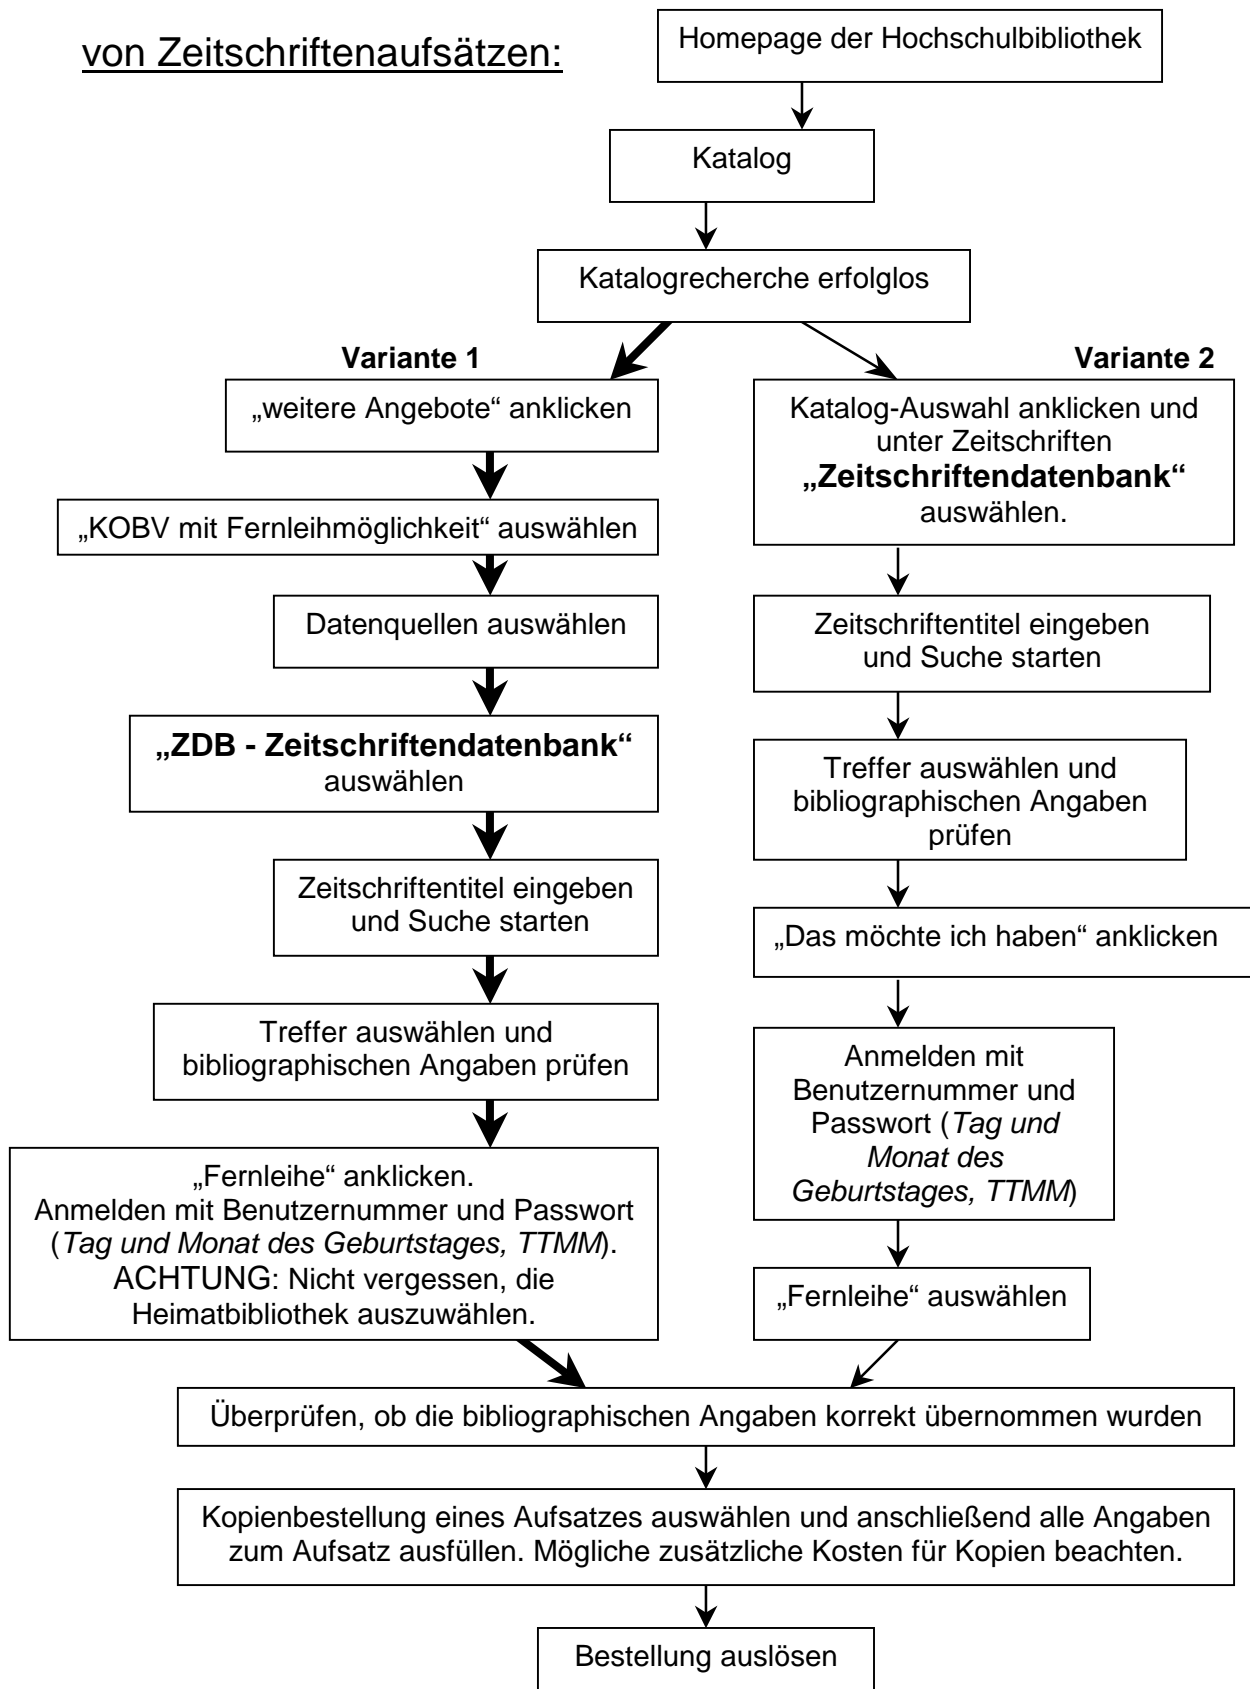 von Zeitschriftenaufsätzen:
Homepage der Hochschulbibliothek
Katalog
Katalogrecherche erfolglos
Variante 1
„weitere Angebote“ anklicken
„KOBV mit Fernleihmöglichkeit“ auswählen
Datenquellen auswählen
„ZDB - Zeitschriftendatenbank“
auswählen
Zeitschriftentitel eingeben
und Suche starten
Treffer auswählen und
bibliographischen Angaben prüfen
„Fernleihe“ anklicken.
Anmelden mit Benutzernummer und Passwort
(Tag und Monat des Geburtstages, TTMM).
ACHTUNG: Nicht vergessen, die
Heimatbibliothek auszuwählen.
Variante 2
Katalog-Auswahl anklicken und
unter Zeitschriften
„Zeitschriftendatenbank“
auswählen.
Zeitschriftentitel eingeben
und Suche starten
Treffer auswählen und
bibliographischen Angaben
prüfen
„Das möchte ich haben“ anklicken
Anmelden mit
Benutzernummer und
Passwort (Tag und
Monat des
Geburtstages, TTMM)
„Fernleihe“ auswählen
Überprüfen, ob die bibliographischen Angaben korrekt übernommen wurden
Kopienbestellung eines Aufsatzes auswählen und anschließend alle Angaben
zum Aufsatz ausfüllen. Mögliche zusätzliche Kosten für Kopien beachten.
Bestellung auslösen